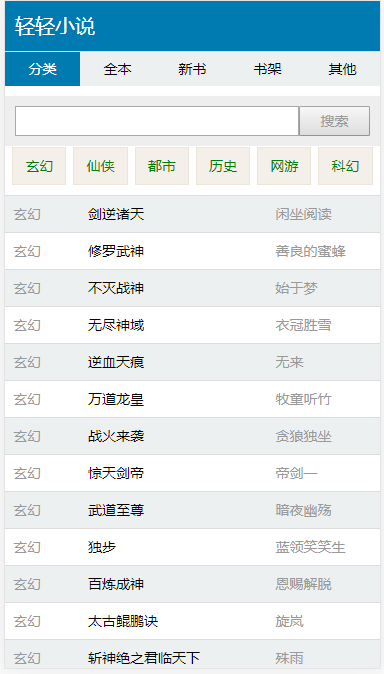 轻轻小说
分类 全本 新书 书架 其他
搜索
玄幻 仙侠 都市 历史 网游 科幻
玄幻 剑逆诸天 闲坐阅读
玄幻 修罗武神 善良的蜜蜂
玄幻 不灭战神 始于梦
玄幻 无尽神域 衣冠胜雪
玄幻 逆血天痕 无来
玄幻 万道龙皇 牧童听竹
玄幻 战火来袭 贪狼独坐
玄幻 惊天剑帝 帝剑一
玄幻 武道至尊 暗夜幽殇
玄幻 独步 蓝领笑笑生
玄幻 百炼成神 恩赐解脱
玄幻 太古鲲鹏诀 旋岚
玄幻 斩神绝之君临天下 殊雨